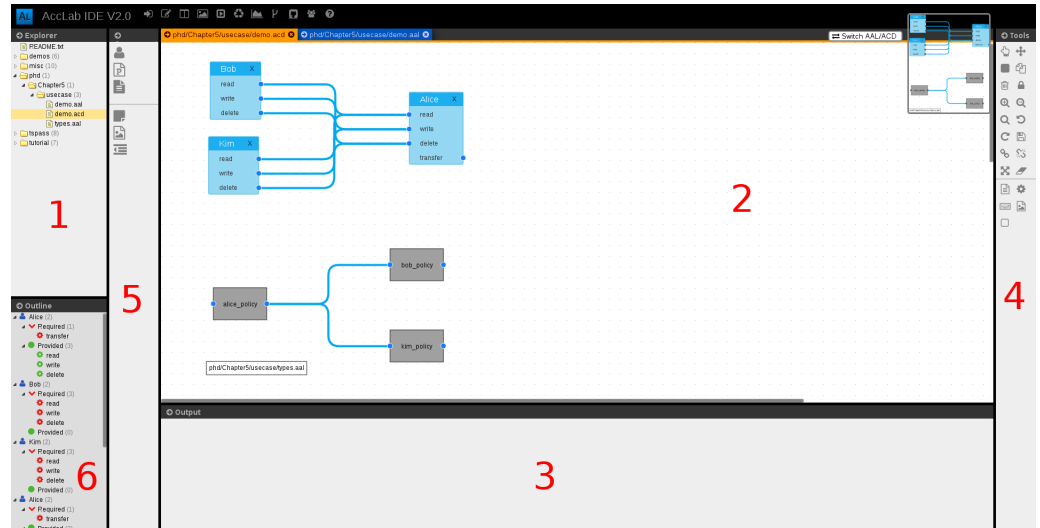 AL AccLab IDE V2.0
Explorer
README.txt
demos (6)
misc (10)
phd (1)
Chapter5 (1)
usecase (3)
demo.aal
demo.acd
types.aal
tspass (8)
tutorial (7)
1
Outline
Alice (2)
Required (1)
transfer
Provided (3)
read
write
delete
Bob (2)
Required (3)
read
write
delete
Provided (0)
Kim (2)
Required (3)
read
write
delete
Provided (0)
Alice (2)
Required (1)
transfer
6
5
phd/Chapter5/usecase/demo.acd
phd/Chapter5/usecase/demo.aal
Switch AAL/ACD
Bob X
read
write
delete
Kim X
read
write
delete
Alice X
read
write
delete
transfer
2
alice_policy
bob_policy
kim_policy
phd/Chapter5/usecase/types.aal
Output
3
Tools
4